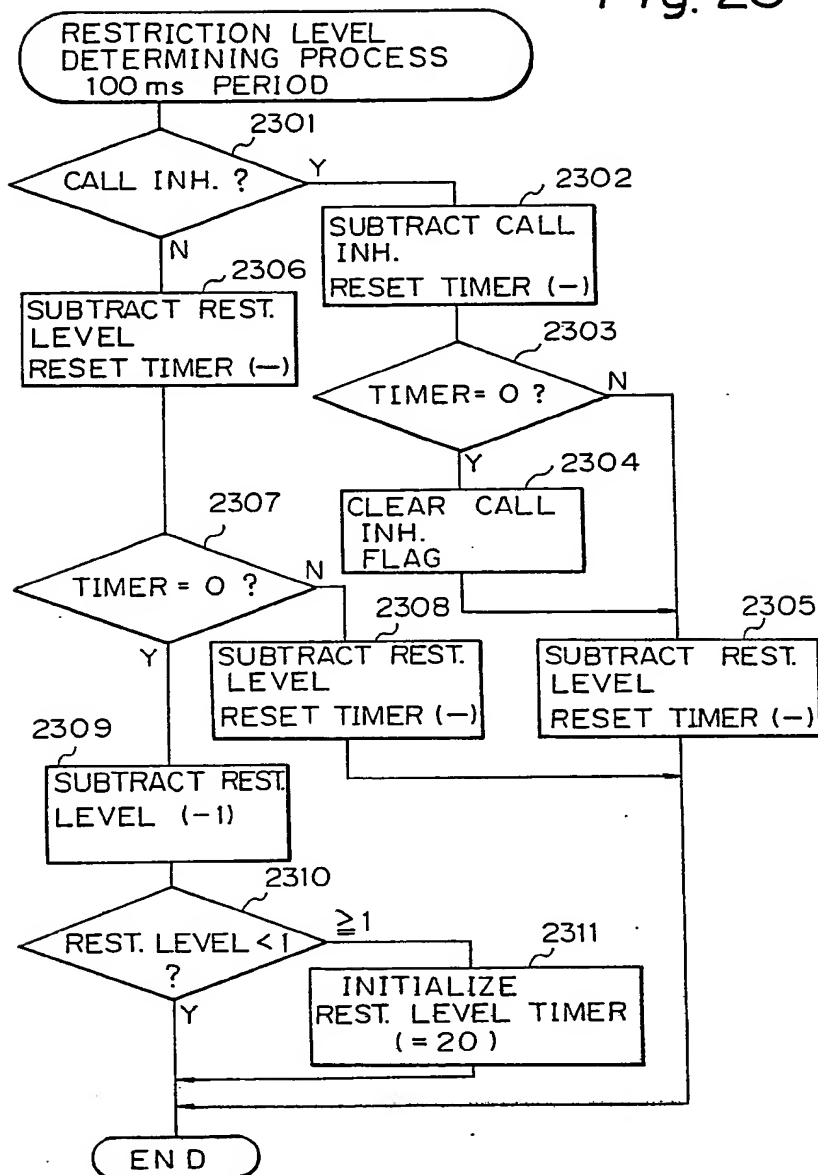 RESTRICTION LEVEL
DETERMINING PROCESS
100 ms PERIOD
2301
CALL INH. ?
Y
N
2302
SUBTRACT CALL
INH.
RESET TIMER (—)
2306
SUBTRACT REST.
LEVEL
RESET TIMER (—)
2303
TIMER = 0 ?
N
Y
2304
CLEAR CALL
INH.
FLAG
2307
TIMER = 0 ?
N
Y
2308
SUBTRACT REST.
LEVEL
RESET TIMER (—)
2305
SUBTRACT REST.
LEVEL
RESET TIMER (—)
2309
SUBTRACT REST.
LEVEL (-1)
2310
REST. LEVEL < 1
?
≧1
Y
2311
INITIALIZE
REST. LEVEL TIMER
( = 20 )
END